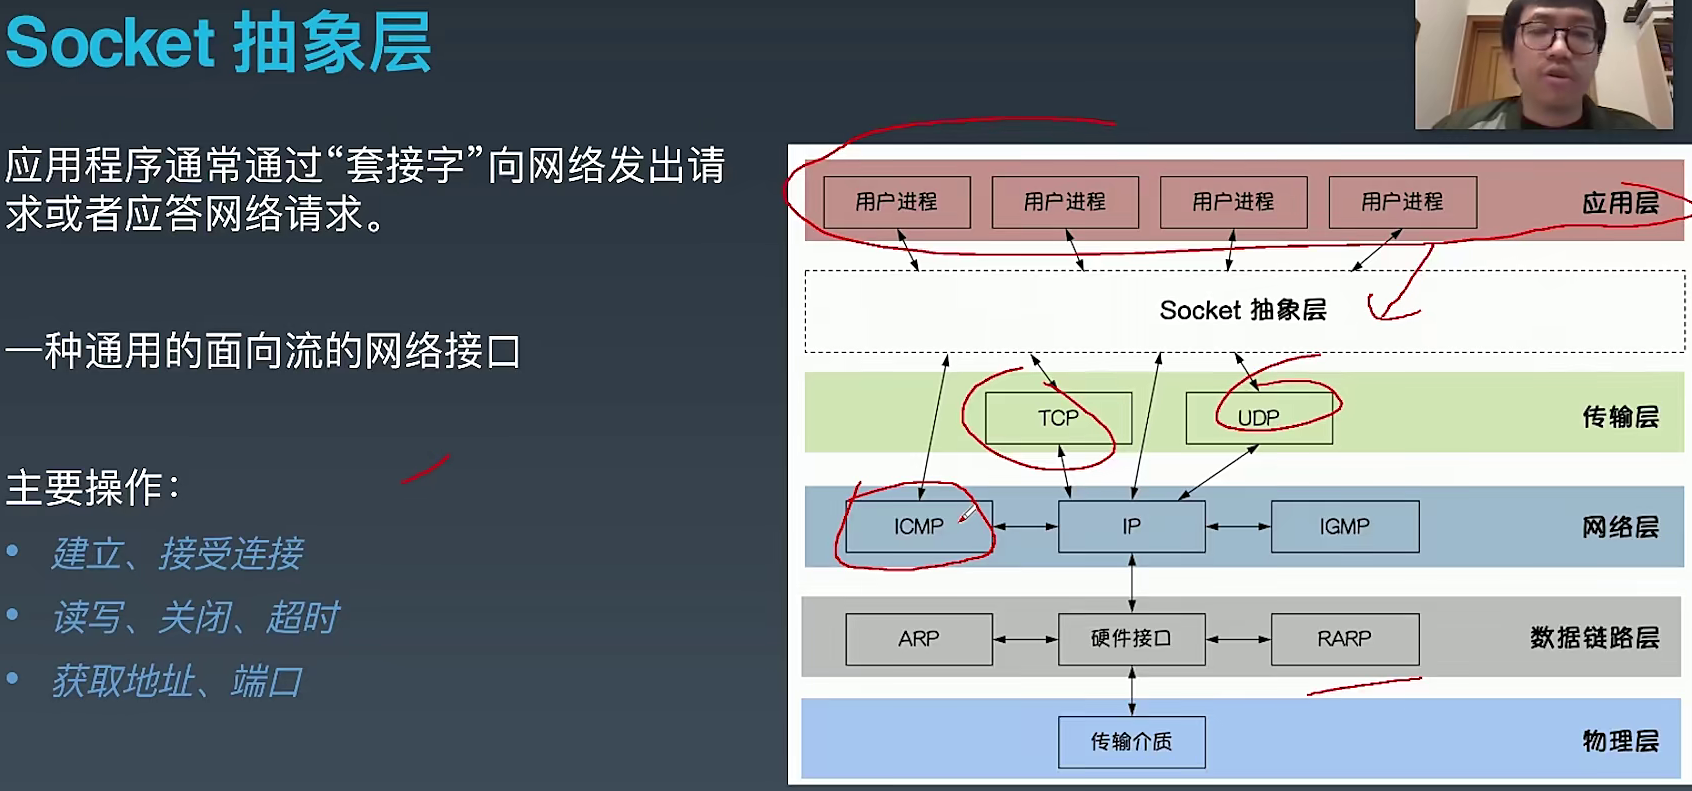 Socket 抽象层
应用程序通常通过“套接字”向网络发出请
求或者应答网络请求。
一种通用的面向流的网络接口
主要操作：
• 建立、接受连接
• 读写、关闭、超时
• 获取地址、端口
用户进程 用户进程 用户进程 用户进程 应用层
Socket 抽象层
TCP UDP 传输层
ICMP IP IGMP 网络层
ARP 硬件接口 RARP 数据链路层
传输介质 物理层